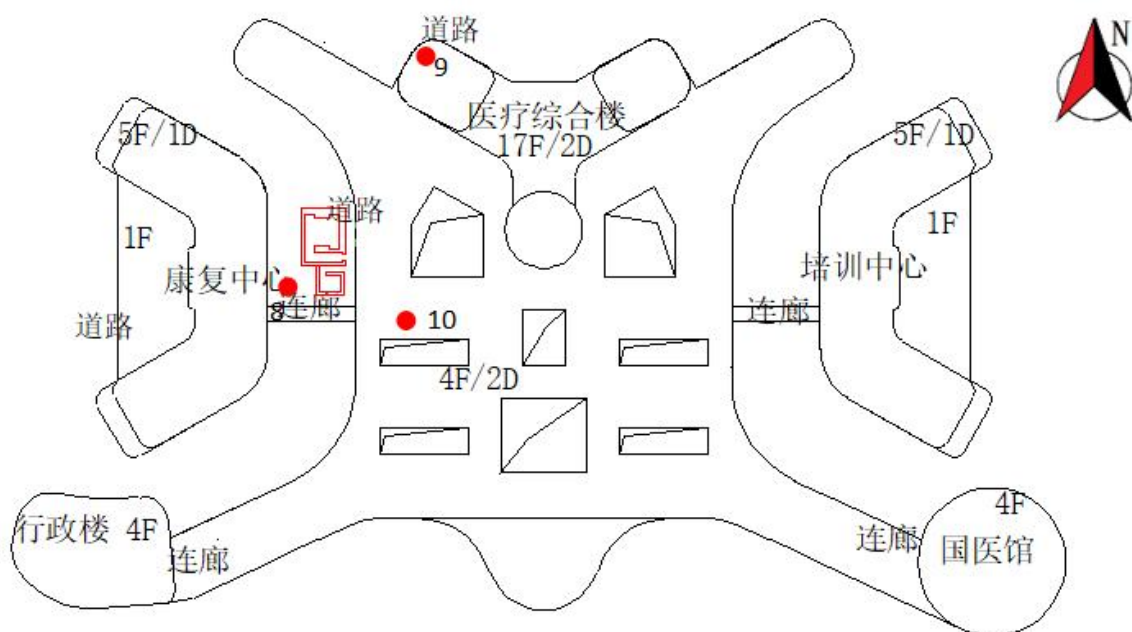 道路
N
9
医疗综合楼
17F/2D
5F/1D
5F/1D
道路
1F
1F
康复中心
培训中心
8
连廊
连廊
道路
10
4F/2D
行政楼 4F
4F
连廊
连廊
国医馆